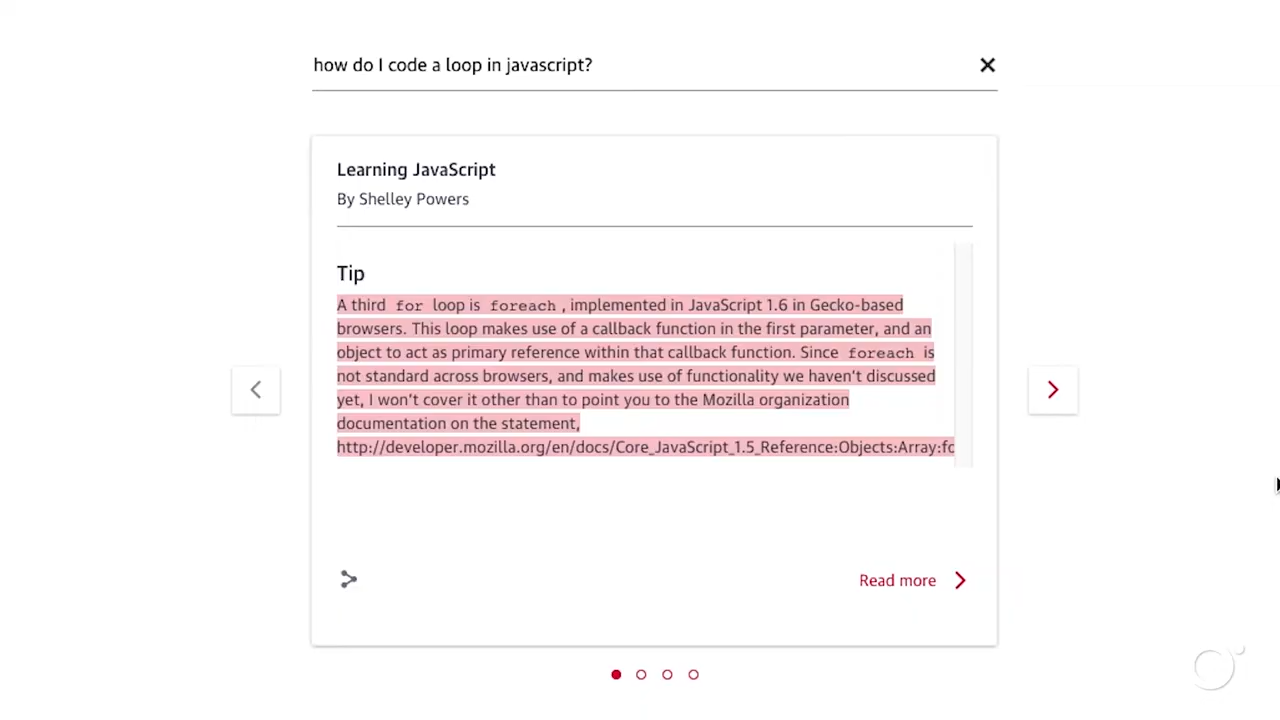 how do I code a loop in javascript?
Learning JavaScript
By Shelley Powers
Tip
A third for loop is foreach , implemented in JavaScript 1.6 in Gecko-based
browsers. This loop makes use of a callback function in the first parameter, and an
object to act as primary reference within that callback function. Since foreach is
not standard across browsers, and makes use of functionality we haven't discussed
yet, I won't cover it other than to point you to the Mozilla organization
documentation on the statement,
http://developer.mozilla.org/en/docs/Core_JavaScript_1.5_Reference:Objects:Array:fo
Read more